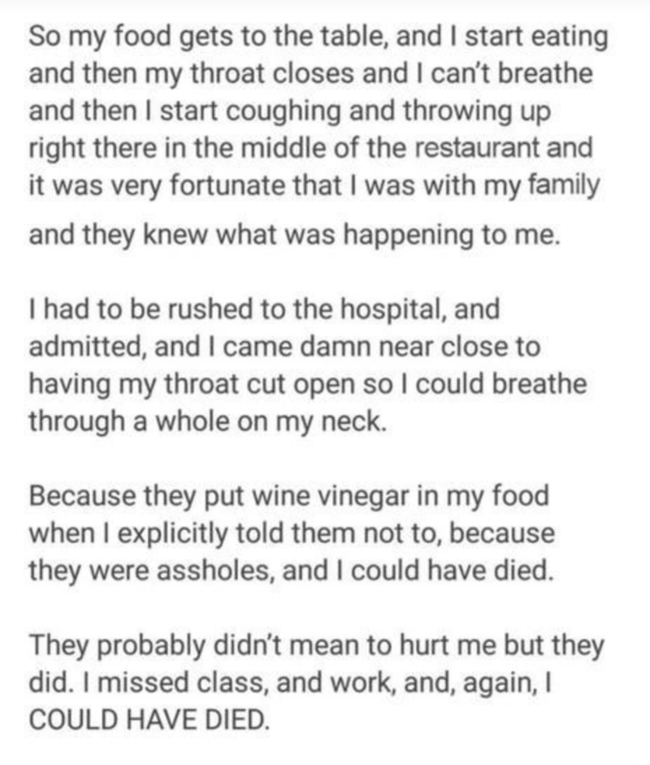 So my food gets to the table, and I start eating
and then my throat closes and I can't breathe
and then I start coughing and throwing up
right there in the middle of the restaurant and
it was very fortunate that I was with my family
and they knew what was happening to me.
I had to be rushed to the hospital, and
admitted, and I came damn near close to
having my throat cut open so I could breathe
through a whole on my neck.
Because they put wine vinegar in my food
when I explicitly told them not to, because
they were assholes, and I could have died.
They probably didn't mean to hurt me but they
did. I missed class, and work, and, again, I
COULD HAVE DIED.